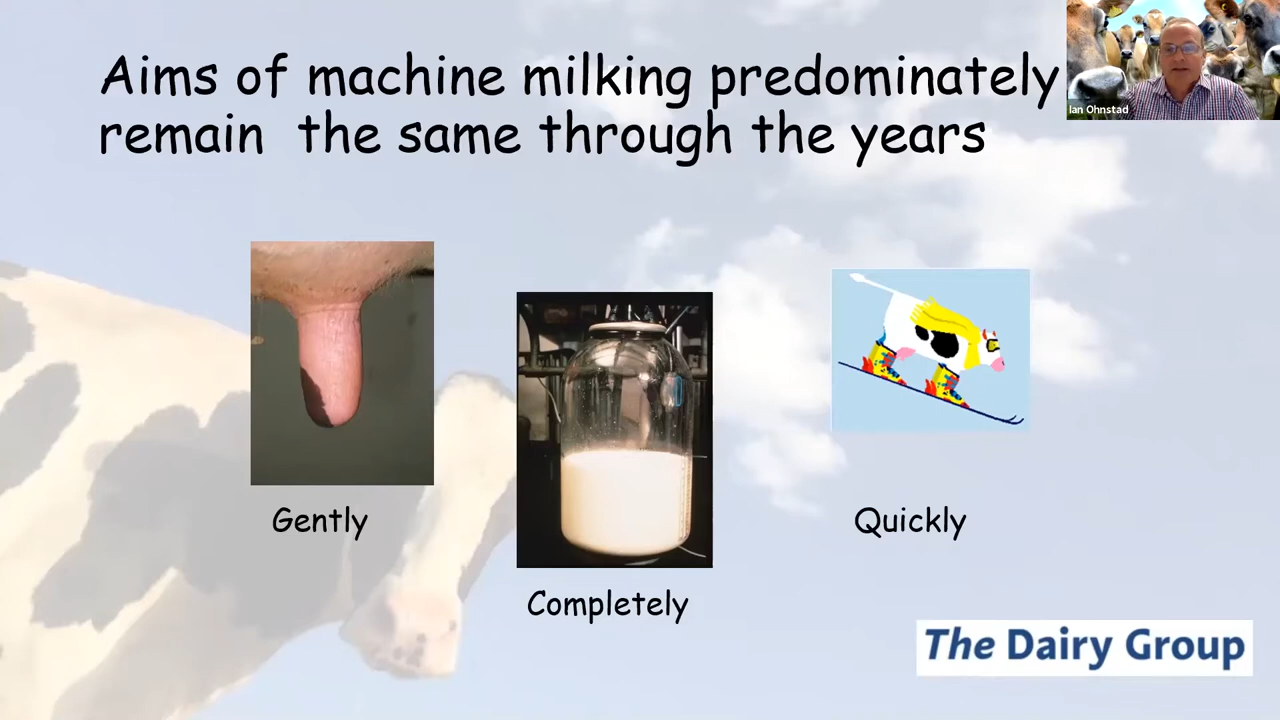 Aims of machine milking predominately
remain the same through the years
Ian Ohnstad
Gently
Quickly
Completely
The Dairy Group